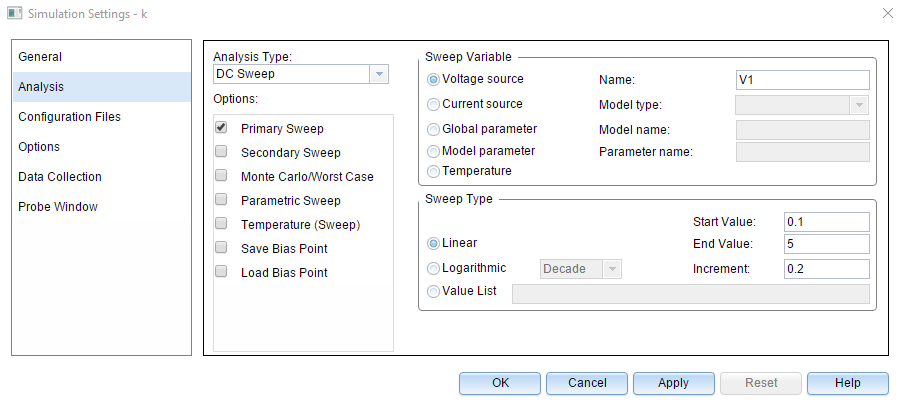 Simulation Settings - k
General
Analysis
Configuration Files
Options
Data Collection
Probe Window
Analysis Type:
DC Sweep
Options:
Primary Sweep
Secondary Sweep
Monte Carlo/Worst Case
Parametric Sweep
Temperature (Sweep)
Save Bias Point
Load Bias Point
Sweep Variable
Voltage source
Name:
V1
Current source
Model type:
Global parameter
Model name:
Model parameter
Parameter name:
Temperature
Sweep Type
Start Value:
0.1
Linear
End Value:
5
Logarithmic
Decade
Increment:
0.2
Value List
OK
Cancel
Apply
Reset
Help